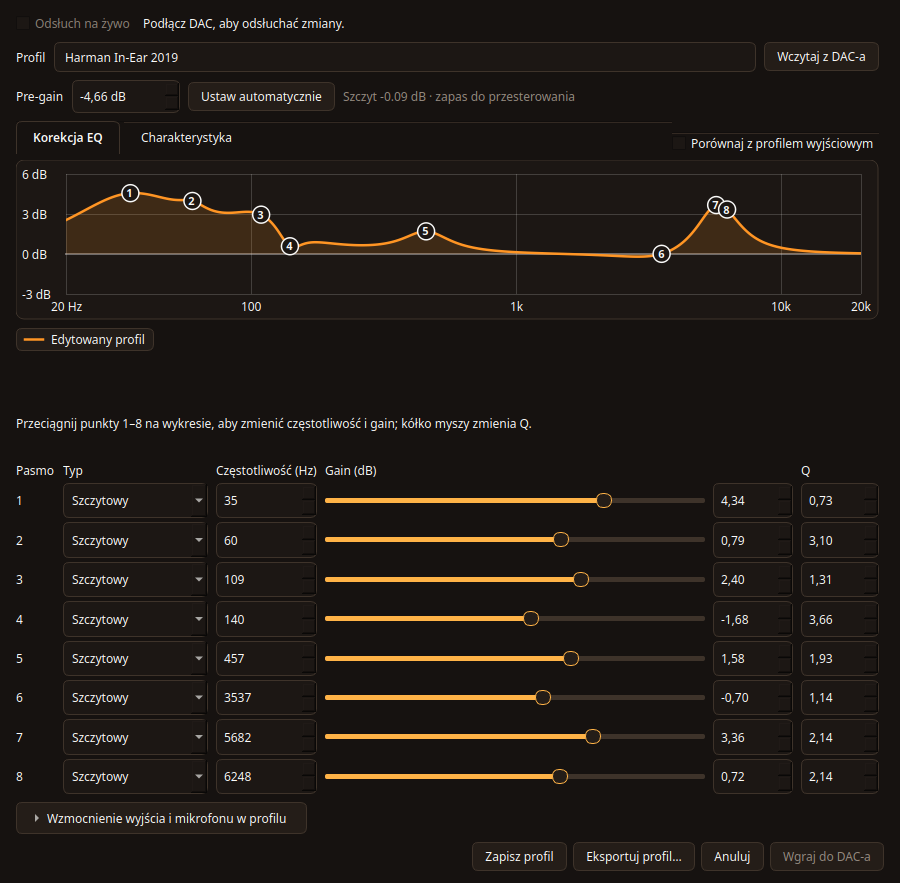 Odsłuch na żywo Podłącz DAC, aby odsłuchać zmiany.
Profil Harman In-Ear 2019 Wczytaj z DAC-a
Pre-gain -4,66 dB Ustaw automatycznie Szczyt -0.09 dB · zapas do przesterowania
Korekcja EQ Charakterystyka
Porównaj z profilem wyjściowym
6 dB
3 dB
0 dB
-3 dB
1 2 3 4 5 6 7 8
20 Hz 100 1k 10k 20k
Edytowany profil
Przeciągnij punkty 1–8 na wykresie, aby zmienić częstotliwość i gain; kółko myszy zmienia Q.
Pasmo Typ Częstotliwość (Hz) Gain (dB) Q
1 Szczytowy 35 4,34 0,73
2 Szczytowy 60 0,79 3,10
3 Szczytowy 109 2,40 1,31
4 Szczytowy 140 -1,68 3,66
5 Szczytowy 457 1,58 1,93
6 Szczytowy 3537 -0,70 1,14
7 Szczytowy 5682 3,36 2,14
8 Szczytowy 6248 0,72 2,14
Wzmocnienie wyjścia i mikrofonu w profilu
Zapisz profil Eksportuj profil... Anuluj Wgraj do DAC-a